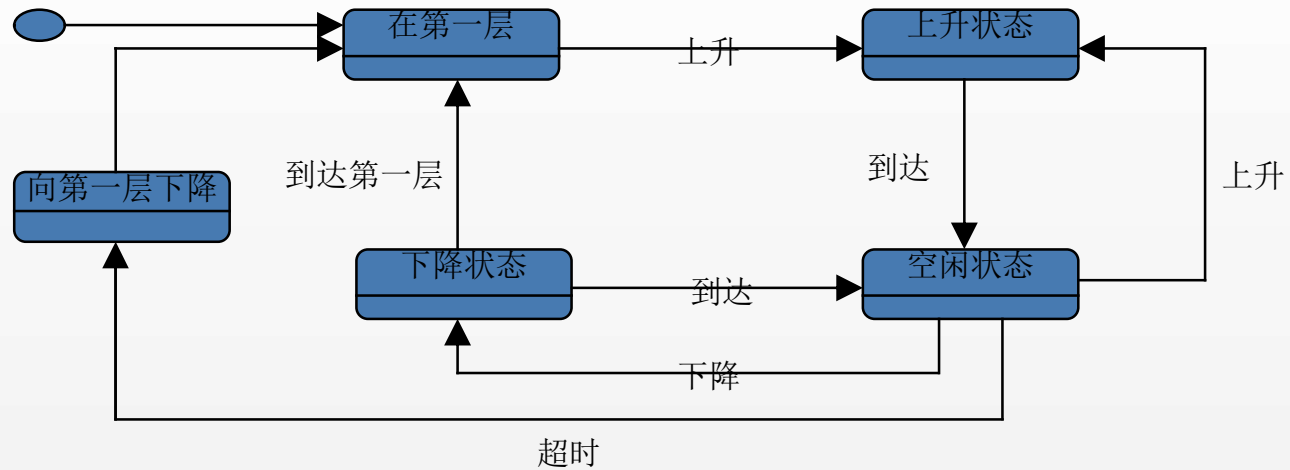 在第一层
上升状态
上升
到达第一层
到达
上升
向第一层下降
下降状态
空闲状态
到达
下降
超时